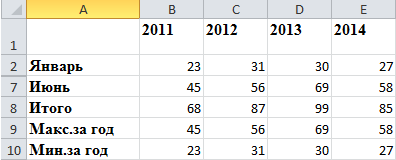 A B C D E
1 2011 2012 2013 2014
2 Январь 23 31 30 27
7 Июнь 45 56 69 58
8 Итого 68 87 99 85
9 Макс.за год 45 56 69 58
10 Мин.за год 23 31 30 27